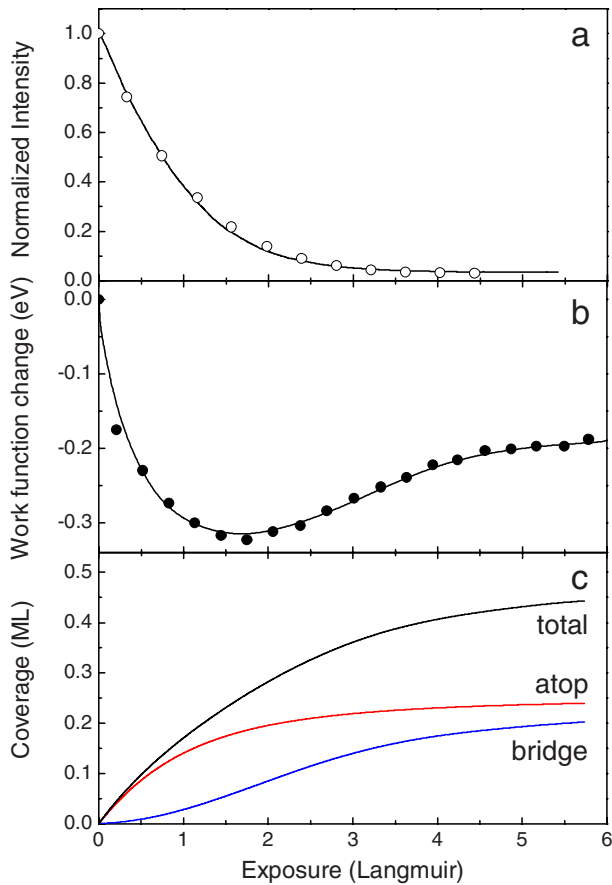 a
Normalized Intensity
1.0
0.8
0.6
0.4
0.2
0.0
b
Work function change (eV)
0.0
-0.1
-0.2
-0.3
c
Coverage (ML)
0.5
0.4
0.3
0.2
0.1
0.0
total
atop
bridge
0 1 2 3 4 5 6
Exposure (Langmuir)